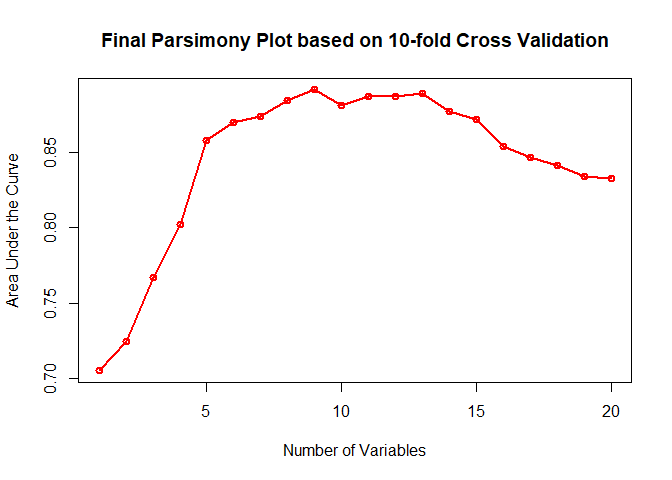 Final Parsimony Plot based on 10-fold Cross Validation
Area Under the Curve
0.85
0.80
0.75
0.70
5 10 15 20
Number of Variables